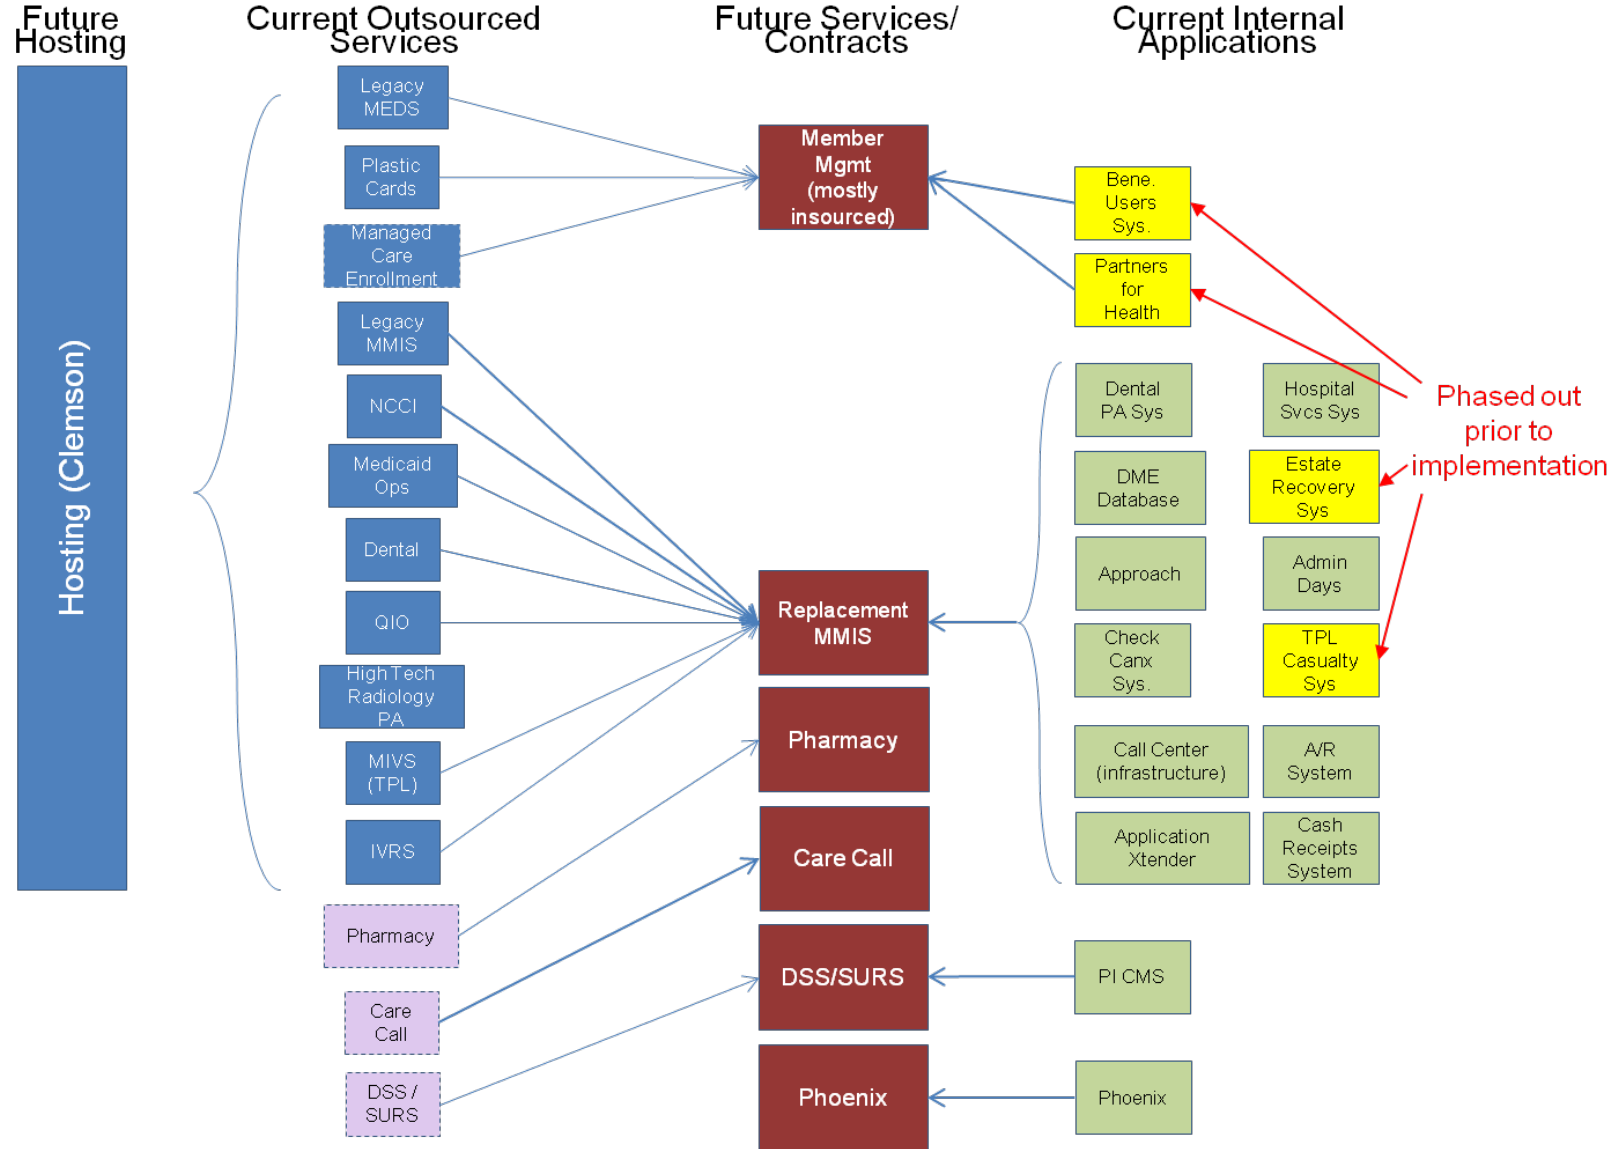 Future
Hosting
Current Outsourced
Services
Future Services/
Contracts
Current Internal
Applications
Hosting (Clemson)
Legacy
MEDS
Plastic
Cards
Managed
Care
Enrollment
Legacy
MMIS
NCCI
Medicaid
Ops
Dental
QIO
High Tech
Radiology
PA
MIVS
(TPL)
IVRS
Pharmacy
Care
Call
DSS /
SURS
Member
Mgmt
(mostly
insourced)
Replacement
MMIS
Pharmacy
Care Call
DSS/SURS
Phoenix
Bene.
Users
Sys.
Partners
for
Health
Dental
PA Sys
Hospital
Svcs Sys
DME
Database
Estate
Recovery
Sys
Approach
Admin
Days
Check
Canx
Sys.
TPL
Casualty
Sys
Call Center
(infrastructure)
A/R
System
Application
Xtender
Cash
Receipts
System
PI CMS
Phoenix
Phased out
prior to
implementation